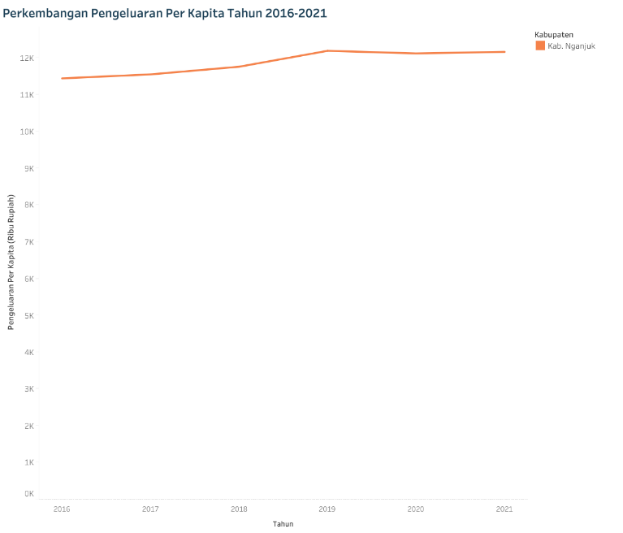 Perkembangan Pengeluaran Per Kapita Tahun 2016-2021
Kabupaten
Kab. Nganjuk
12K
11K
10K
9K
8K
7K
6K
5K
4K
3K
2K
1K
0K
Pengeluaran Per Kapita (Ribu Rupiah)
2016 2017 2018 2019 2020 2021
Tahun